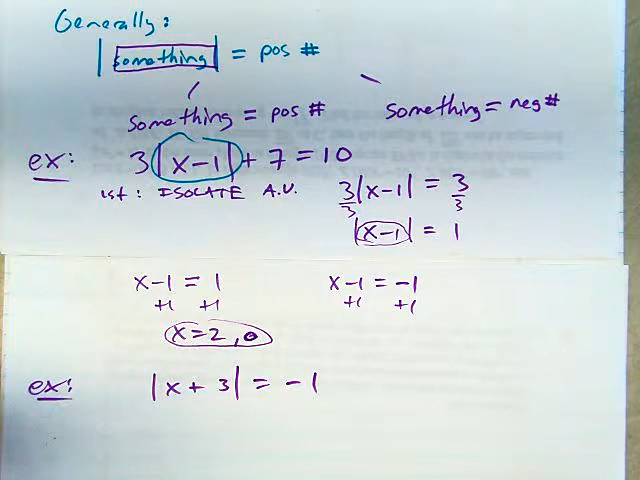 Generally:
|something| = pos #
something = pos #
something = neg #
ex: 3|x-1| + 7 = 10
1st: ISOLATE A.V.
3|x-1| = 3
3 3
|x-1| = 1
x-1 = 1
+1 +1
x-1 = -1
+1 +1
x=2,0
ex: |x + 3| = -1